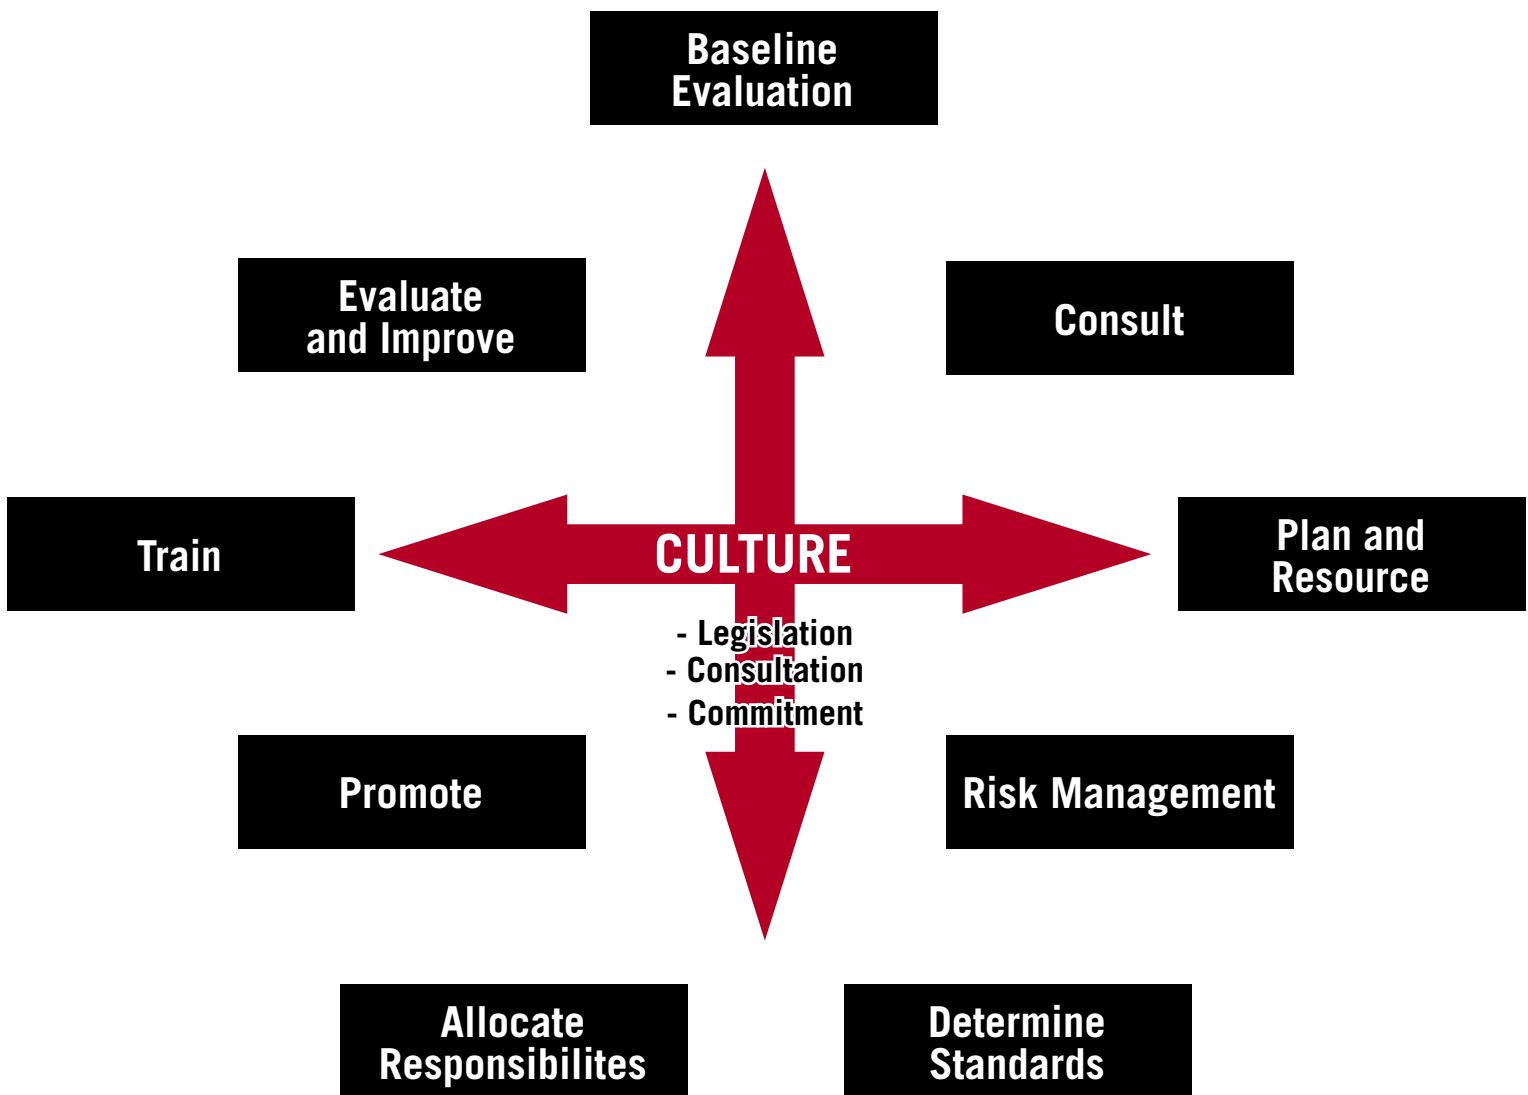 Baseline
Evaluation
Evaluate
and Improve
Consult
Train
CULTURE
Plan and
Resource
- Legislation
- Consultation
- Commitment
Promote
Risk Management
Allocate
Responsibilites
Determine
Standards